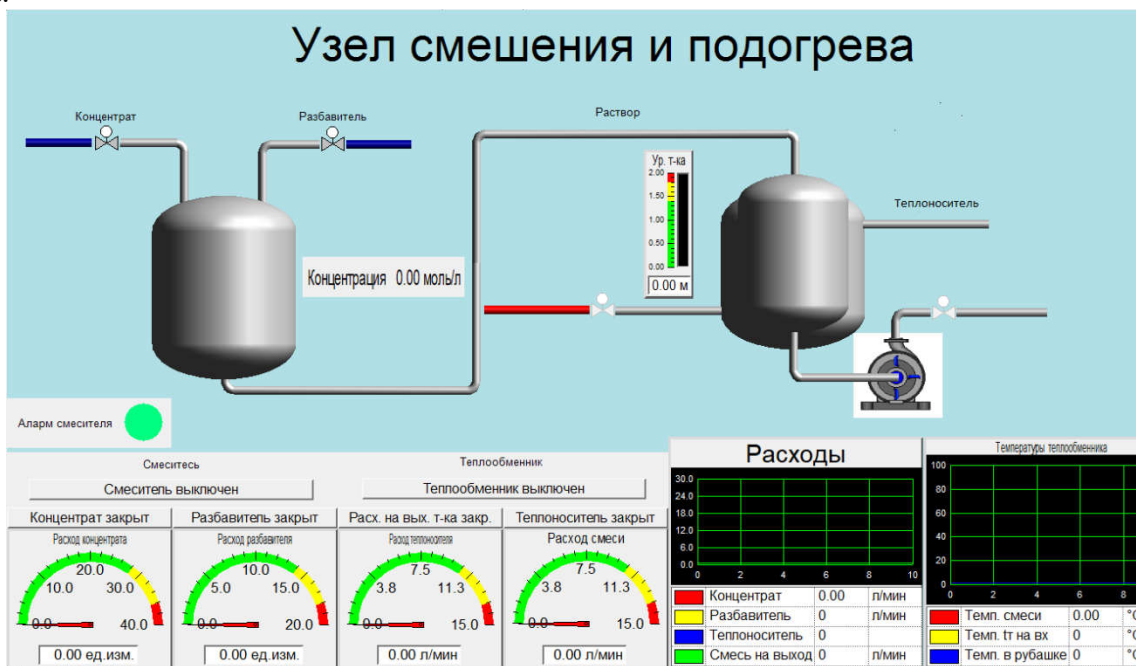 Узел смешения и подогрева
Концентрат
Разбавитель
Раствор
Ур. т-ка
2.00
1.50
1.00
0.50
0.00
0.00 м
Теплоноситель
Концентрация 0.00 моль/л
Аларм смесителя
Смеситесь
Теплообменник
Смеситель выключен
Теплообменник выключен
Концентрат закрыт
Разбавитель закрыт
Расх. на вых. т-ка закр.
Теплоноситель закрыт
Расход концентрата
0.0 10.0 20.0 30.0 40.0
0.00 ед.изм.
Расход разбавителя
0.0 5.0 10.0 15.0 20.0
0.00 ед.изм.
Расход теплоносителя
0.0 3.8 7.5 11.3 15.0
0.00 л/мин
Расход смеси
0.0 3.8 7.5 11.3 15.0
0.00 л/мин
Расходы
30.0
24.0
18.0
12.0
6.0
0.0
0 2 4 6 8 10
Концентрат 0.00 л/мин
Разбавитель 0 л/мин
Теплоноситель 0
Смесь на выход 0 л/мин
Температуры теплообменника
100
80
60
40
20
0
0 2 4 6 8
Темп. смеси 0.00 °
Темп. тт на вх 0 °
Темп. в рубашке 0 °